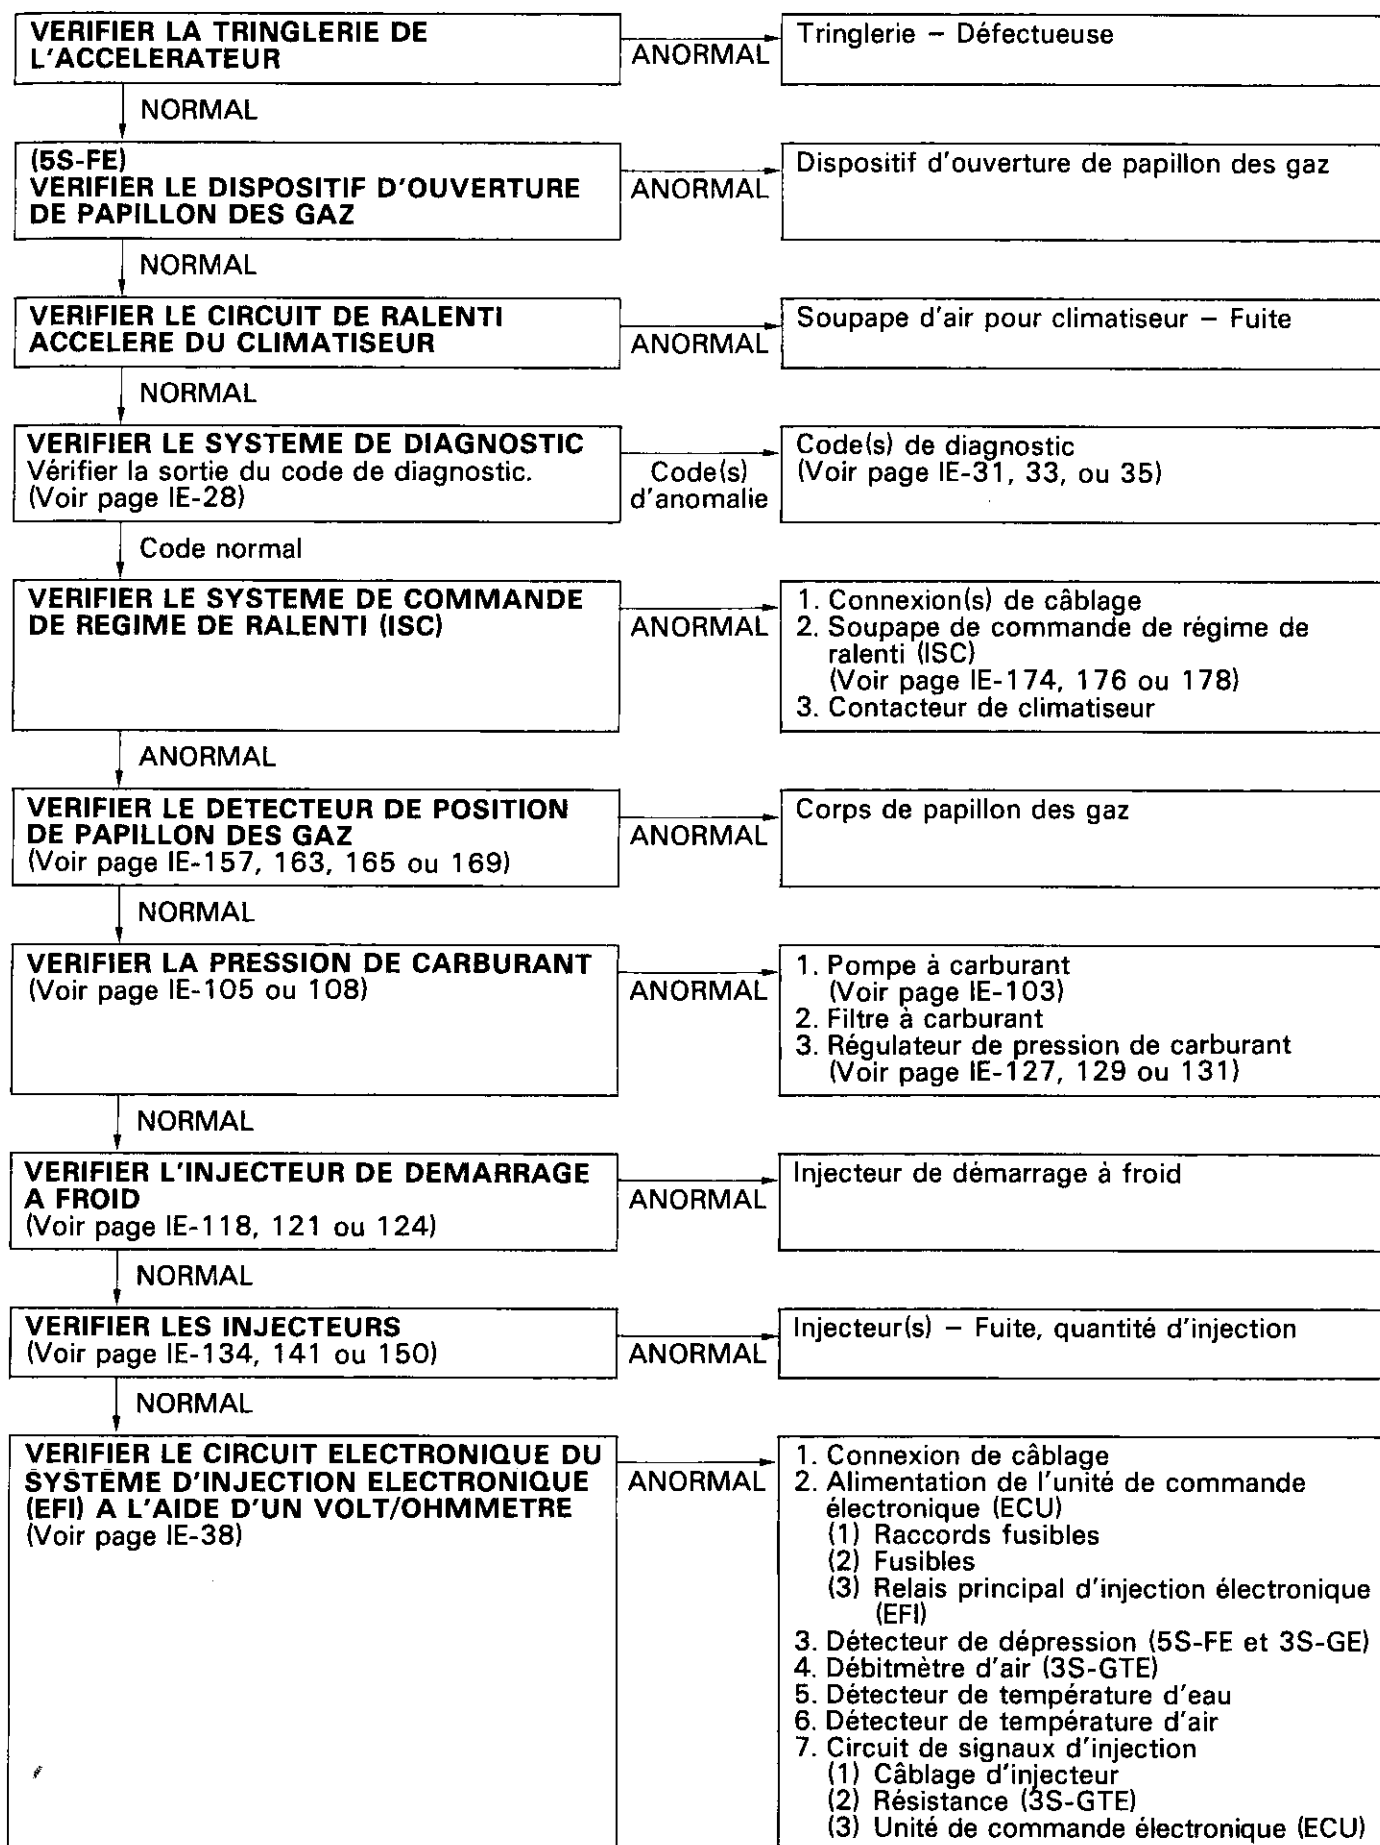 VERIFIER LA TRINGLERIE DE
L'ACCELERATEUR
ANORMAL
Tringlerie – Défectueuse
NORMAL
(5S-FE)
VERIFIER LE DISPOSITIF D'OUVERTURE
DE PAPILLON DES GAZ
ANORMAL
Dispositif d'ouverture de papillon des gaz
NORMAL
VERIFIER LE CIRCUIT DE RALENTI
ACCELERE DU CLIMATISEUR
ANORMAL
Soupape d'air pour climatiseur – Fuite
NORMAL
VERIFIER LE SYSTEME DE DIAGNOSTIC
Vérifier la sortie du code de diagnostic.
(Voir page IE-28)
Code(s)
d'anomalie
Code(s) de diagnostic
(Voir page IE-31, 33, ou 35)
Code normal
VERIFIER LE SYSTEME DE COMMANDE
DE REGIME DE RALENTI (ISC)
ANORMAL
1. Connexion(s) de câblage
2. Soupape de commande de régime de
ralenti (ISC)
(Voir page IE-174, 176 ou 178)
3. Contacteur de climatiseur
ANORMAL
VERIFIER LE DETECTEUR DE POSITION
DE PAPILLON DES GAZ
(Voir page IE-157, 163, 165 ou 169)
ANORMAL
Corps de papillon des gaz
NORMAL
VERIFIER LA PRESSION DE CARBURANT
(Voir page IE-105 ou 108)
ANORMAL
1. Pompe à carburant
(Voir page IE-103)
2. Filtre à carburant
3. Régulateur de pression de carburant
(Voir page IE-127, 129 ou 131)
NORMAL
VERIFIER L'INJECTEUR DE DEMARRAGE
A FROID
(Voir page IE-118, 121 ou 124)
ANORMAL
Injecteur de démarrage à froid
NORMAL
VERIFIER LES INJECTEURS
(Voir page IE-134, 141 ou 150)
ANORMAL
Injecteur(s) – Fuite, quantité d'injection
NORMAL
VERIFIER LE CIRCUIT ELECTRONIQUE DU
SYSTÈME D'INJECTION ELECTRONIQUE
(EFI) A L'AIDE D'UN VOLT/OHMMETRE
(Voir page IE-38)
ANORMAL
1. Connexion de câblage
2. Alimentation de l'unité de commande
électronique (ECU)
(1) Raccords fusibles
(2) Fusibles
(3) Relais principal d'injection électronique
(EFI)
3. Détecteur de dépression (5S-FE et 3S-GE)
4. Débitmètre d'air (3S-GTE)
5. Détecteur de température d'eau
6. Détecteur de température d'air
7. Circuit de signaux d'injection
(1) Câblage d'injecteur
(2) Résistance (3S-GTE)
(3) Unité de commande électronique (ECU)